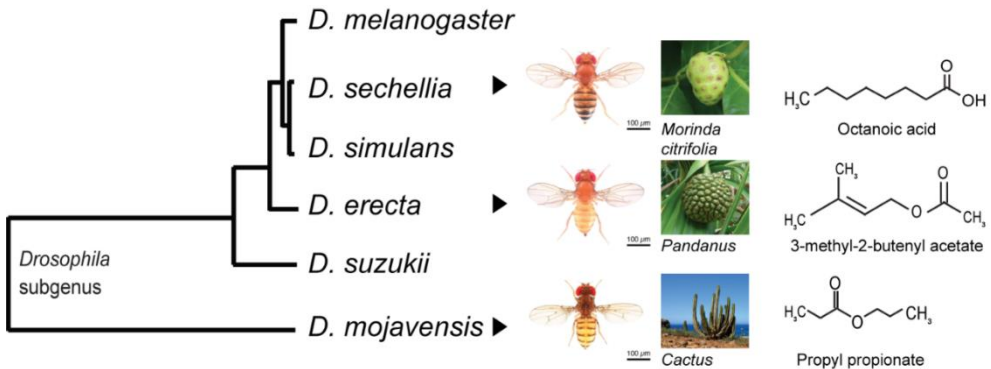 D. melanogaster
D. sechellia
D. simulans
D. erecta
D. suzukii
D. mojavensis
Drosophila
subgenus
100 µm
Morinda
citrifolia
H₃C
O
OH
Octanoic acid
100 µm
Pandanus
CH₃
H₃C
O
O
CH₃
3-methyl-2-butenyl acetate
100 µm
Cactus
H₃C
O
O
CH₃
Propyl propionate